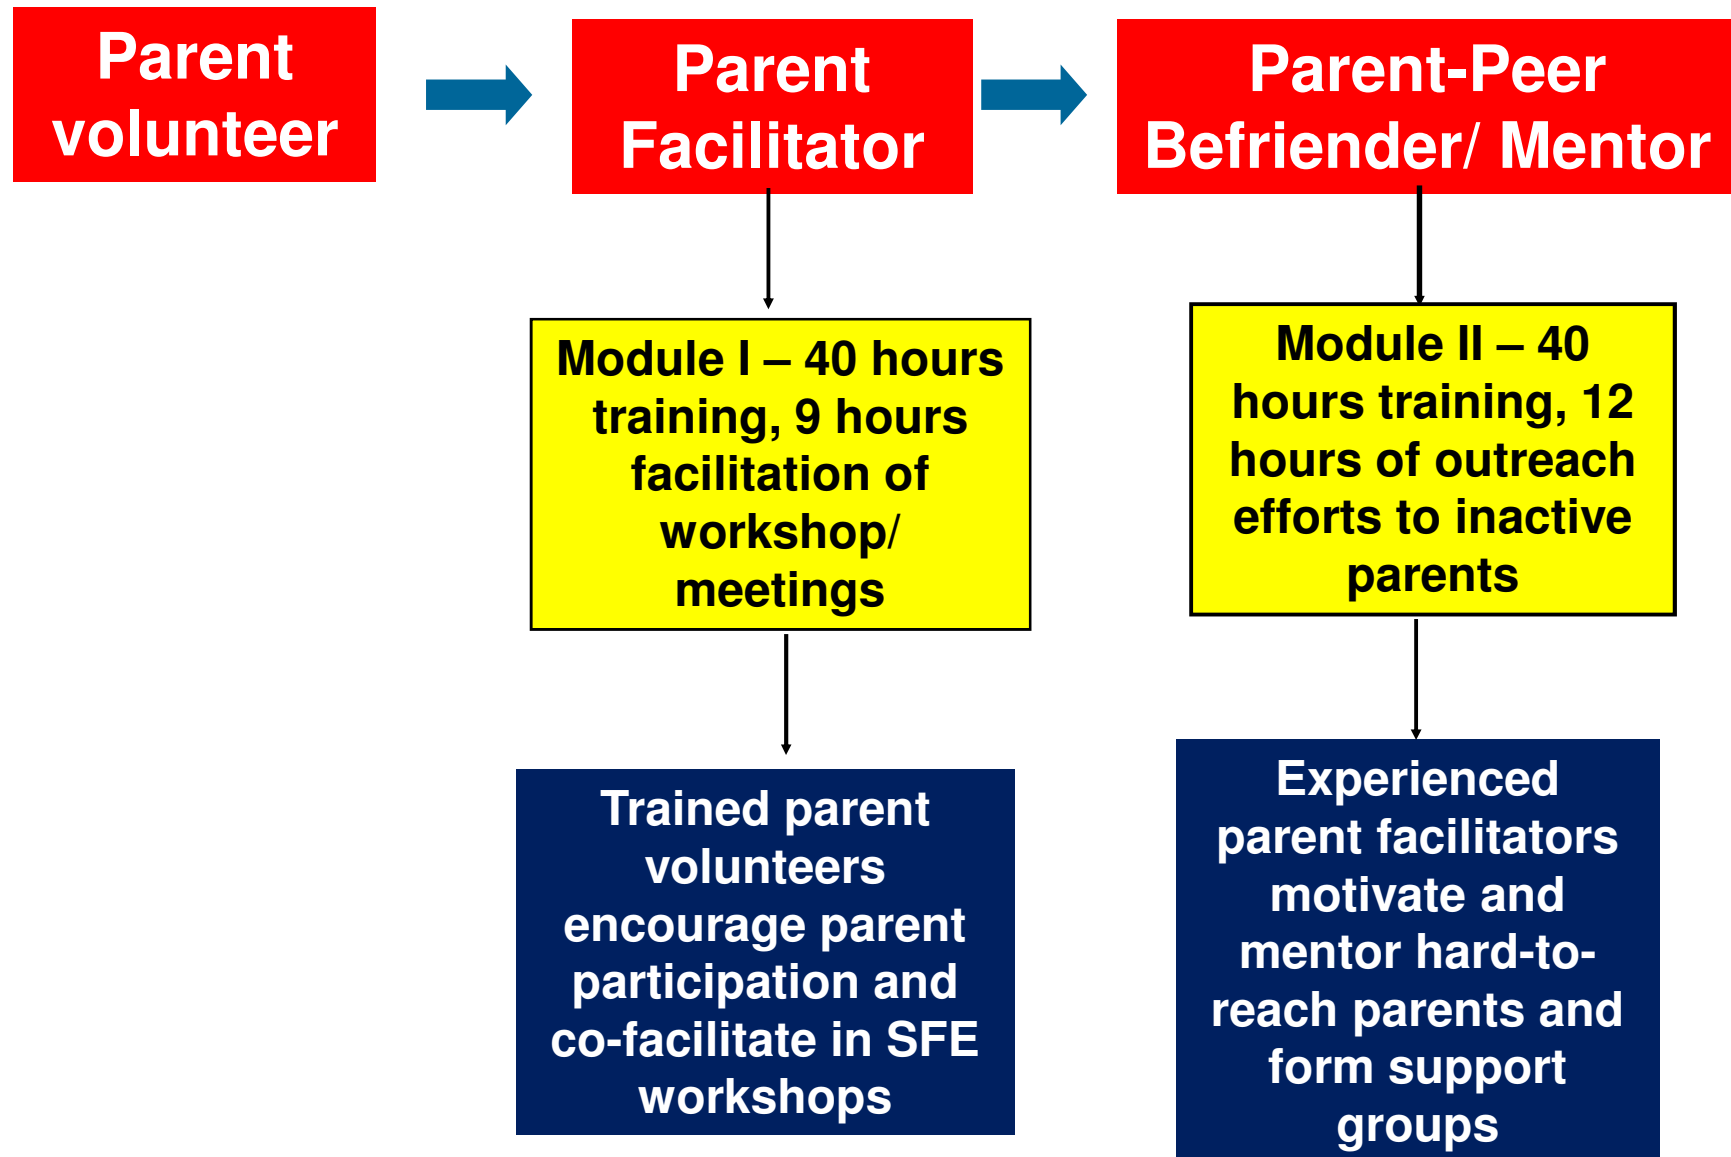 Parent
volunteer
Parent
Facilitator
Parent-Peer
Befriender/ Mentor
Module I – 40 hours
training, 9 hours
facilitation of
workshop/
meetings
Module II – 40
hours training, 12
hours of outreach
efforts to inactive
parents
Trained parent
volunteers
encourage parent
participation and
co-facilitate in SFE
workshops
Experienced
parent facilitators
motivate and
mentor hard-to-
reach parents and
form support
groups